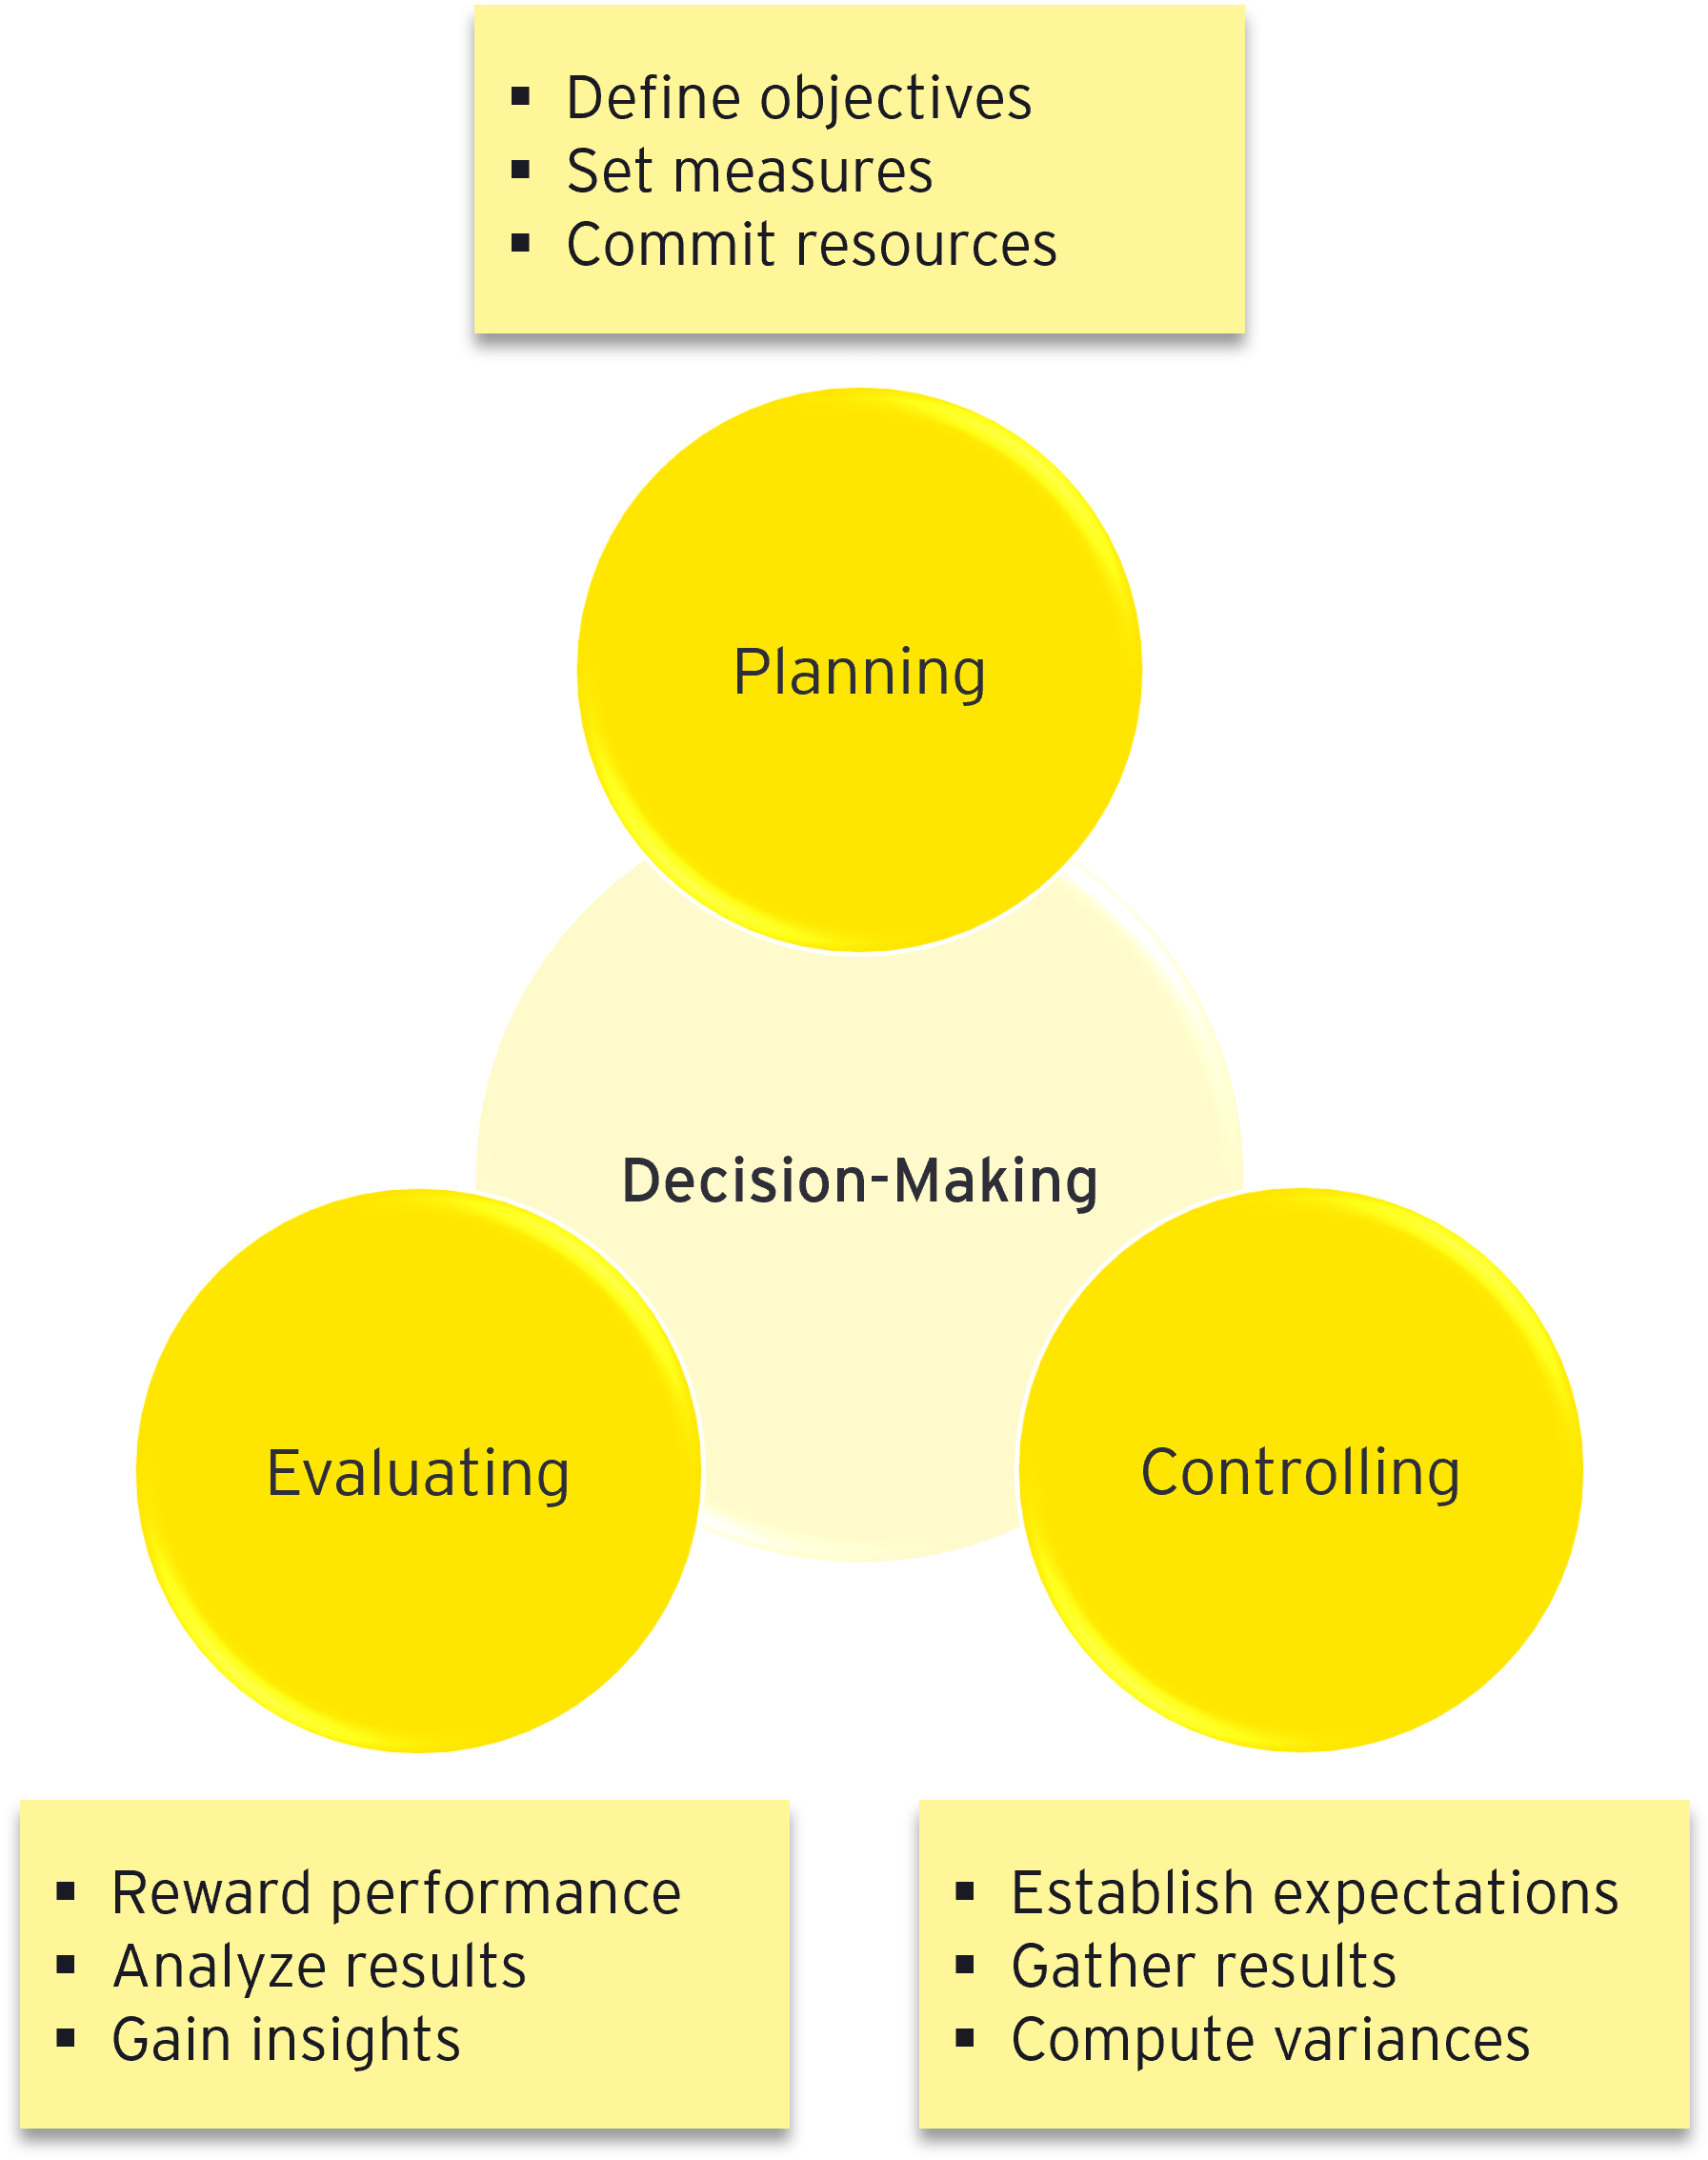 ▪ Define objectives
▪ Set measures
▪ Commit resources
Planning
Decision-Making
Evaluating
Controlling
▪ Reward performance
▪ Analyze results
▪ Gain insights
▪ Establish expectations
▪ Gather results
▪ Compute variances